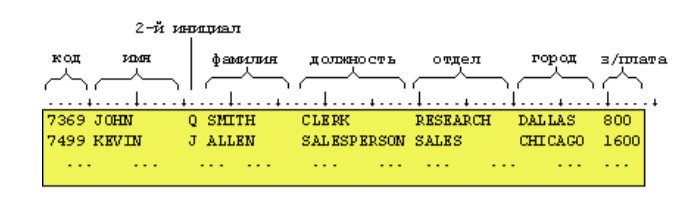 2-й инициал
код имя фамилия должность отдел город з/плата
7369 JOHN Q SMITH CLERK RESEARCH DALLAS 800
7499 KEVIN J ALLEN SALESPERSON SALES CHICAGO 1600
... ... ... ... ... ... ... ... ... ...